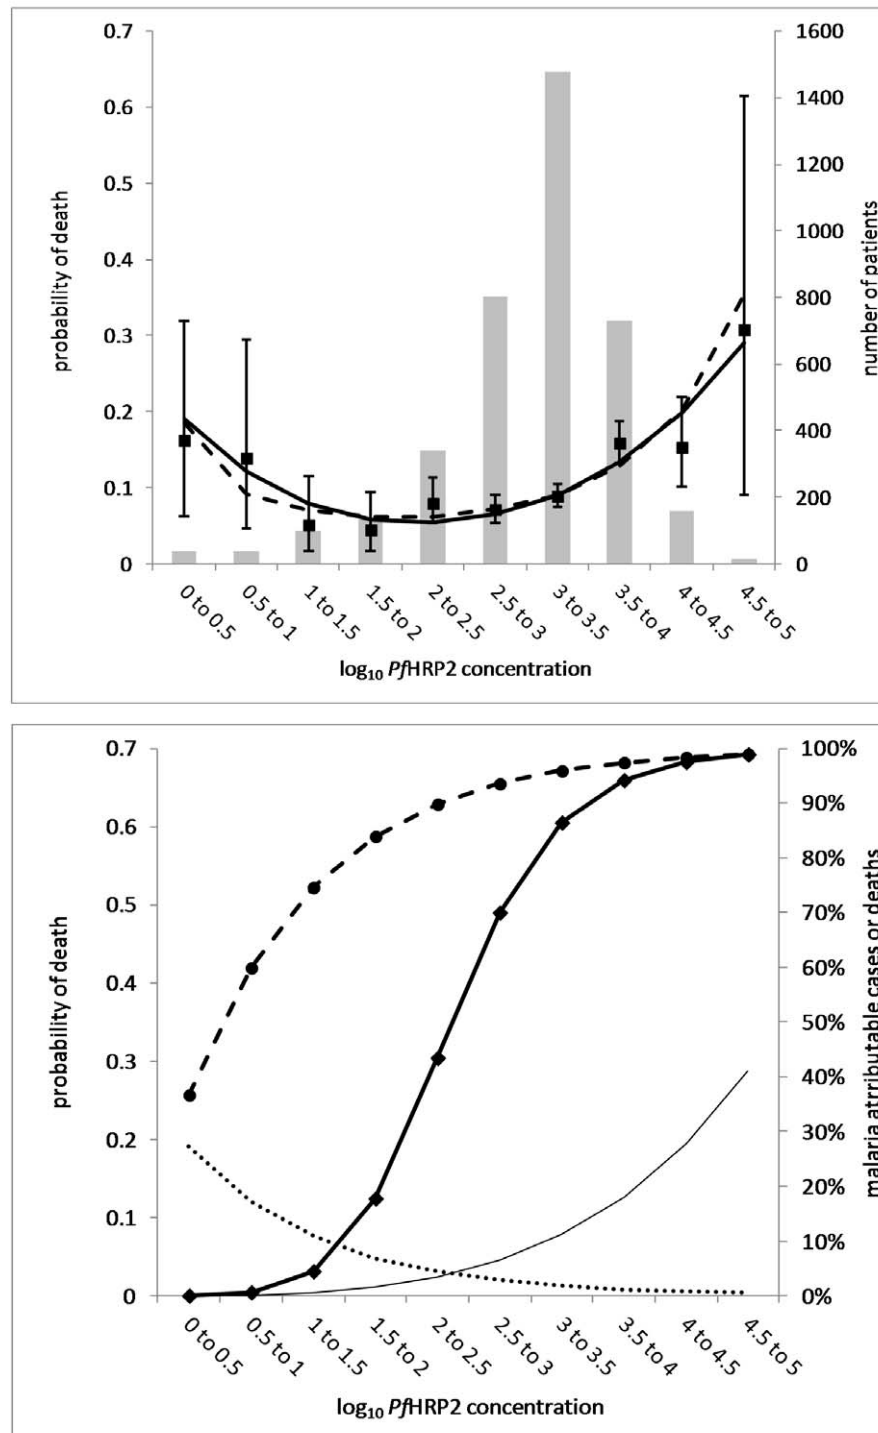 0.7
0.6
0.5
0.4
0.3
0.2
0.1
0
probability of death
1600
1400
1200
1000
800
600
400
200
0
number of patients
0 to 0.5
0.5 to 1
1 to 1.5
1.5 to 2
2 to 2.5
2.5 to 3
3 to 3.5
3.5 to 4
4 to 4.5
4.5 to 5
log₁₀ PfHRP2 concentration
0.7
0.6
0.5
0.4
0.3
0.2
0.1
0
probability of death
100%
90%
80%
70%
60%
50%
40%
30%
20%
10%
0%
malaria atrributable cases or deaths
0 to 0.5
0.5 to 1
1 to 1.5
1.5 to 2
2 to 2.5
2.5 to 3
3 to 3.5
3.5 to 4
4 to 4.5
4.5 to 5
log₁₀ PfHRP2 concentration